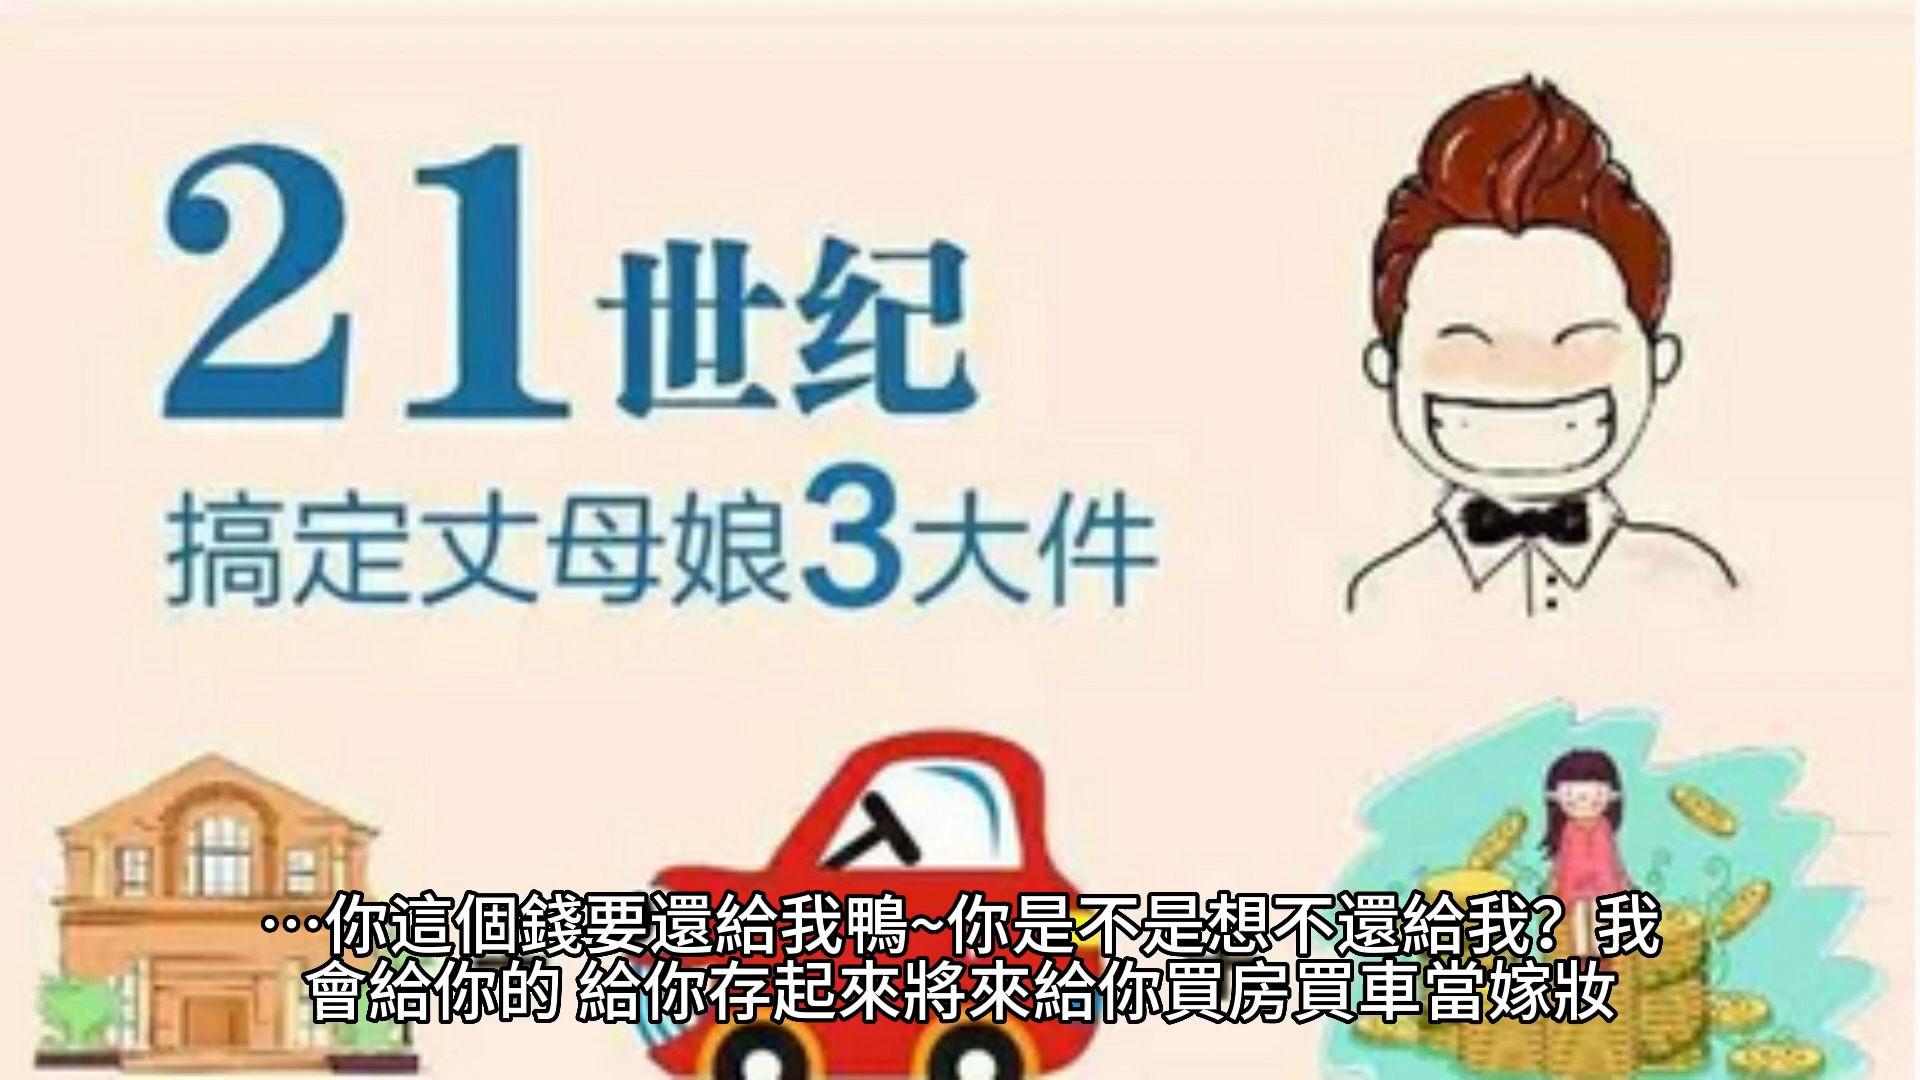 21世纪
搞定丈母娘3大件
…你這個錢要還給我鴨~你是不是想不還給我？我
會給你的 給你存起來將來給你買房買車當嫁妝